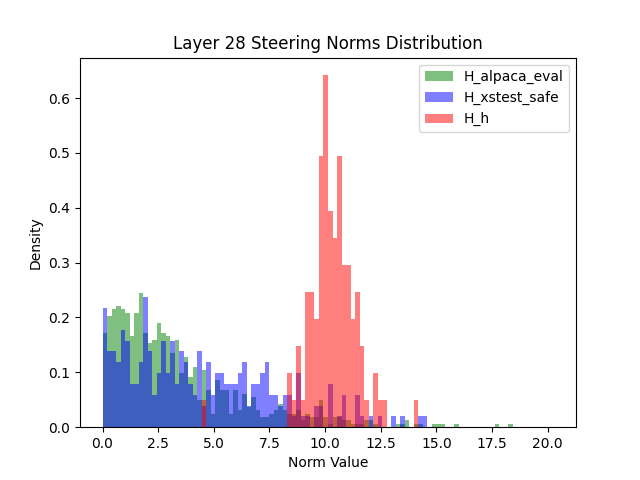 Layer 28 Steering Norms Distribution
H_alpaca_eval
H_xstest_safe
H_h
Density
0.6
0.5
0.4
0.3
0.2
0.1
0.0
0.0 2.5 5.0 7.5 10.0 12.5 15.0 17.5 20.0
Norm Value